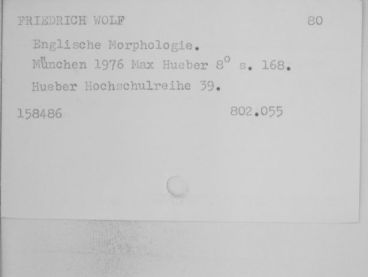 FRIEDRICH WOLF 80
Englische Morphologie.
München 1976 Max Hueber 8° s. 168.
Hueber Hochschulreihe 39.
158486 802.055